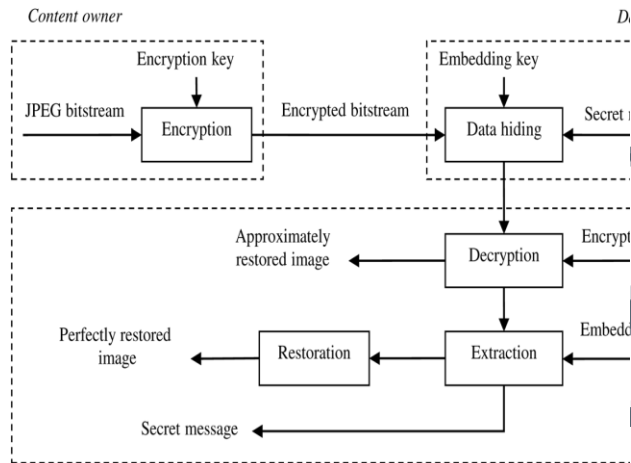 Content owner
Encryption key
Embedding key
JPEG bitstream
Encryption
Encrypted bitstream
Data hiding
Secret
Approximately
restored image
Decryption
Perfectly restored
image
Restoration
Extraction
Secret message